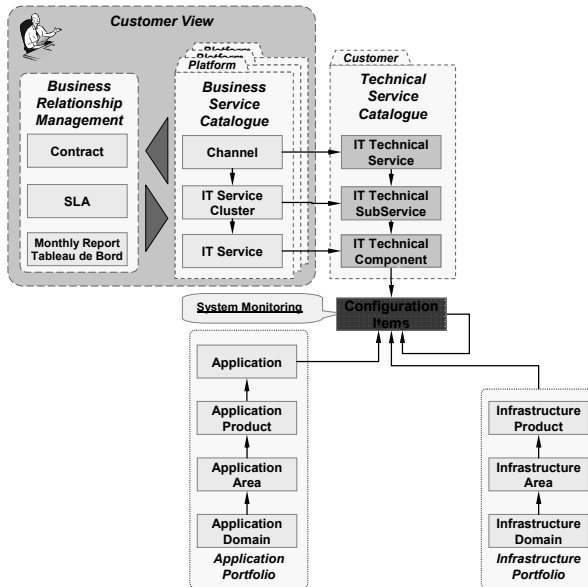 Customer View
Platform
Platform
Platform
Customer
Business
Relationship
Management
Business
Service
Catalogue
Technical
Service
Catalogue
Contract
Channel
IT Technical
Service
SLA
IT Service
Cluster
IT Technical
SubService
Monthly Report
Tableau de Bord
IT Service
IT Technical
Component
System Monitoring
Configuration
Items
Application
Application
Product
Infrastructure
Product
Application
Area
Infrastructure
Area
Application
Domain
Infrastructure
Domain
Application
Portfolio
Infrastructure
Portfolio